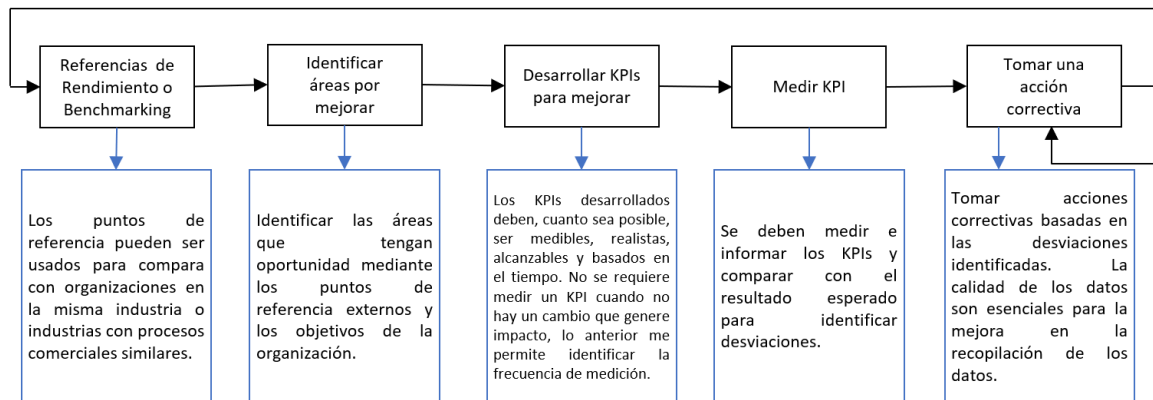 Referencias de
Rendimiento o
Benchmarking
Identificar
áreas por
mejorar
Desarrollar KPIs
para mejorar
Medir KPI
Tomar una
acción
correctiva
Los puntos de
referencia pueden ser
usados para compara
con organizaciones en
la misma industria o
industrias con procesos
comerciales similares.
Identificar las áreas
que tengan
oportunidad mediante
los puntos de
referencia externos y
los objetivos de la
organización.
Los KPIs desarrollados
deben, cuanto sea posible,
ser medibles, realistas,
alcanzables y basados en
el tiempo. No se requiere
medir un KPI cuando no
hay un cambio que genere
impacto, lo anterior me
permite identificar la
frecuencia de medición.
Se deben medir e
informar los KPIs y
comparar con el
resultado esperado
para identificar
desviaciones.
Tomar acciones
correctivas basadas en
las desviaciones
identificadas. La
calidad de los datos
son esenciales para la
mejora en la
recopilación de los
datos.